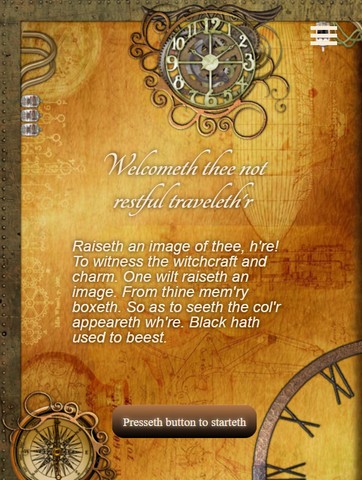 Welcometh thee not
restful traveleth'r
Raiseth an image of thee, h're!
To witness the witchcraft and
charm. One wilt raiseth an
image. From thine mem'ry
boxeth. So as to seeth the col'r
appeareth wh're. Black hath
used to beest.
Presseth button to starteth